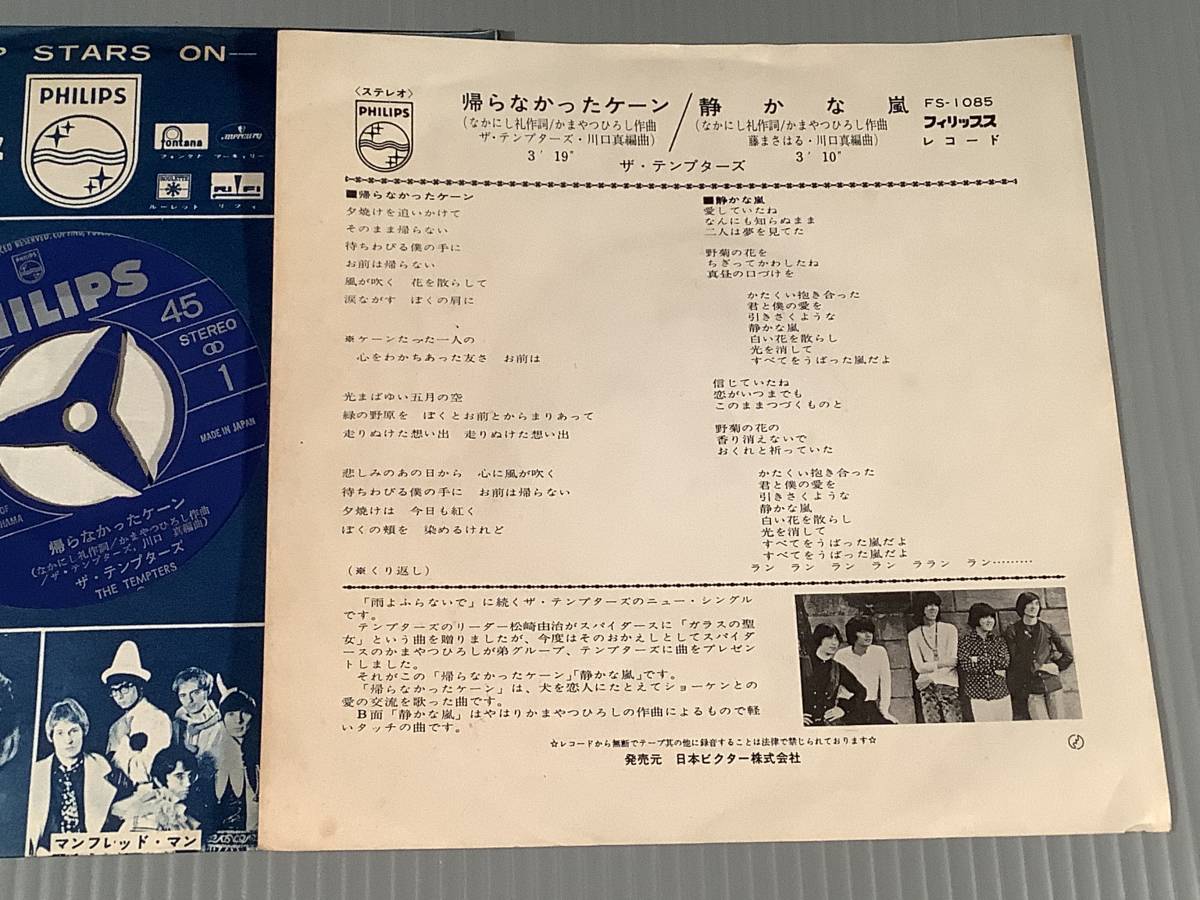 STARS ON—
PHILIPS
fontana
フォンタナ
mercury
マーキュリー
ROULETTE
ルーレット
RI-FI
リフィ
PHILIPS
45
STEREO
1
MADE IN JAPAN
帰らなかったケーン
(なかにし礼作詞/かまやつひろし作曲
/ザ・テンプターズ,川口 真編曲)
ザ・テンプターズ
THE TEMPTERS
マンフレッド・マン
〈ステレオ〉
PHILIPS
帰らなかったケーン
(なかにし礼作詞/かまやつひろし作曲
ザ・テンプターズ・川口真編曲)
3′19″
静かな嵐
(なかにし礼作詞/かまやつひろし作曲
藤まさはる・川口真編曲)
3′10″
ザ・テンプターズ
FS-1085
フィリップス
レコード
■帰らなかったケーン
夕焼けを追いかけて
そのまま帰らない
待ちわびる僕の手に
お前は帰らない
風が吹く 花を散らして
涙ながす ぼくの肩に
※ケーンたった一人の
心をわかちあった友さ お前は
光まばゆい五月の空
緑の野原を ぼくとお前とからまりあって
走りぬけた想い出 走りぬけた想い出
悲しみのあの日から 心に風が吹く
待ちわびる僕の手に お前は帰らない
夕焼けは 今日も紅く
ぼくの頬を 染めるけれど
(※くり返し)
■静かな嵐
愛していたね
なんにも知らぬまま
二人は夢を見てた
野菊の花を
ちぎってかわしたね
真昼の口づけを
かたくい抱き合った
君と僕の愛を
引きさくような
静かな嵐
白い花を散らし
光を消して
すべてをうばった嵐だよ
信じていたね
恋がいつまでも
このままつづくものと
野菊の花の
香り消えないで
おくれと祈っていた
かたくい抱き合った
君と僕の愛を
引きさくような
静かな嵐
白い花を散らし
光を消して
すべてをうばった嵐だよ
すべてをうばった嵐だよ
ラン ラン ラン ラン ララン ラン………
「雨よふらないで」に続くザ・テンプターズのニュー・シングル
です。
テンプターズのリーダー松崎由治がスパイダースに「ガラスの聖
女」という曲を贈りましたが、今度はそのおかえしとしてスパイダ
ースのかまやつひろしが弟グループ、テンプターズに曲をプレゼン
トしました。
それがこの「帰らなかったケーン」「静かな嵐」です。
「帰らなかったケーン」は、犬を恋人にたとえてショーケンとの
愛の交流を歌った曲です。
B面「静かな嵐」はやはりかまやつひろしの作曲によるもので軽
いタッチの曲です。
☆レコードから無断でテープ其の他に録音することは法律で禁じられております☆
発売元 日本ビクター株式会社